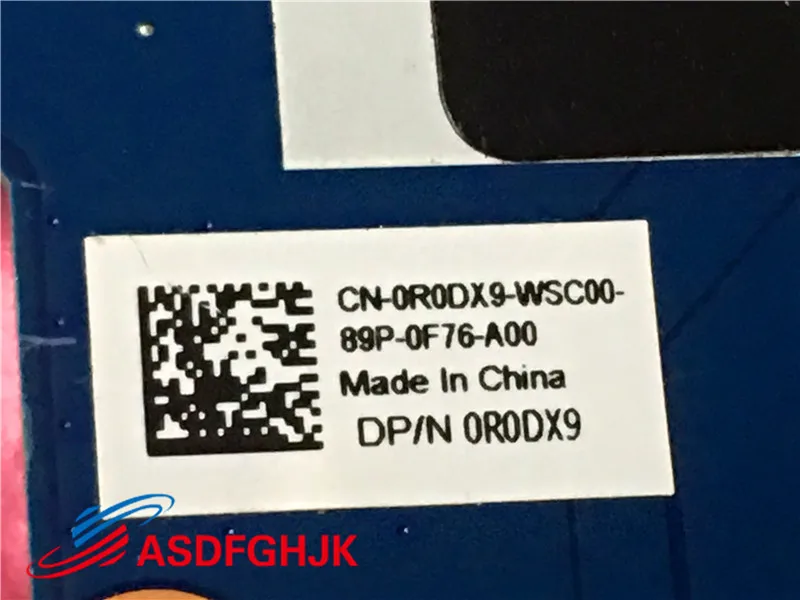 CN-0R0DX9-WSC00-
89P-0F76-A00
Made In China
DP/N 0R0DX9
ASDFGHJK